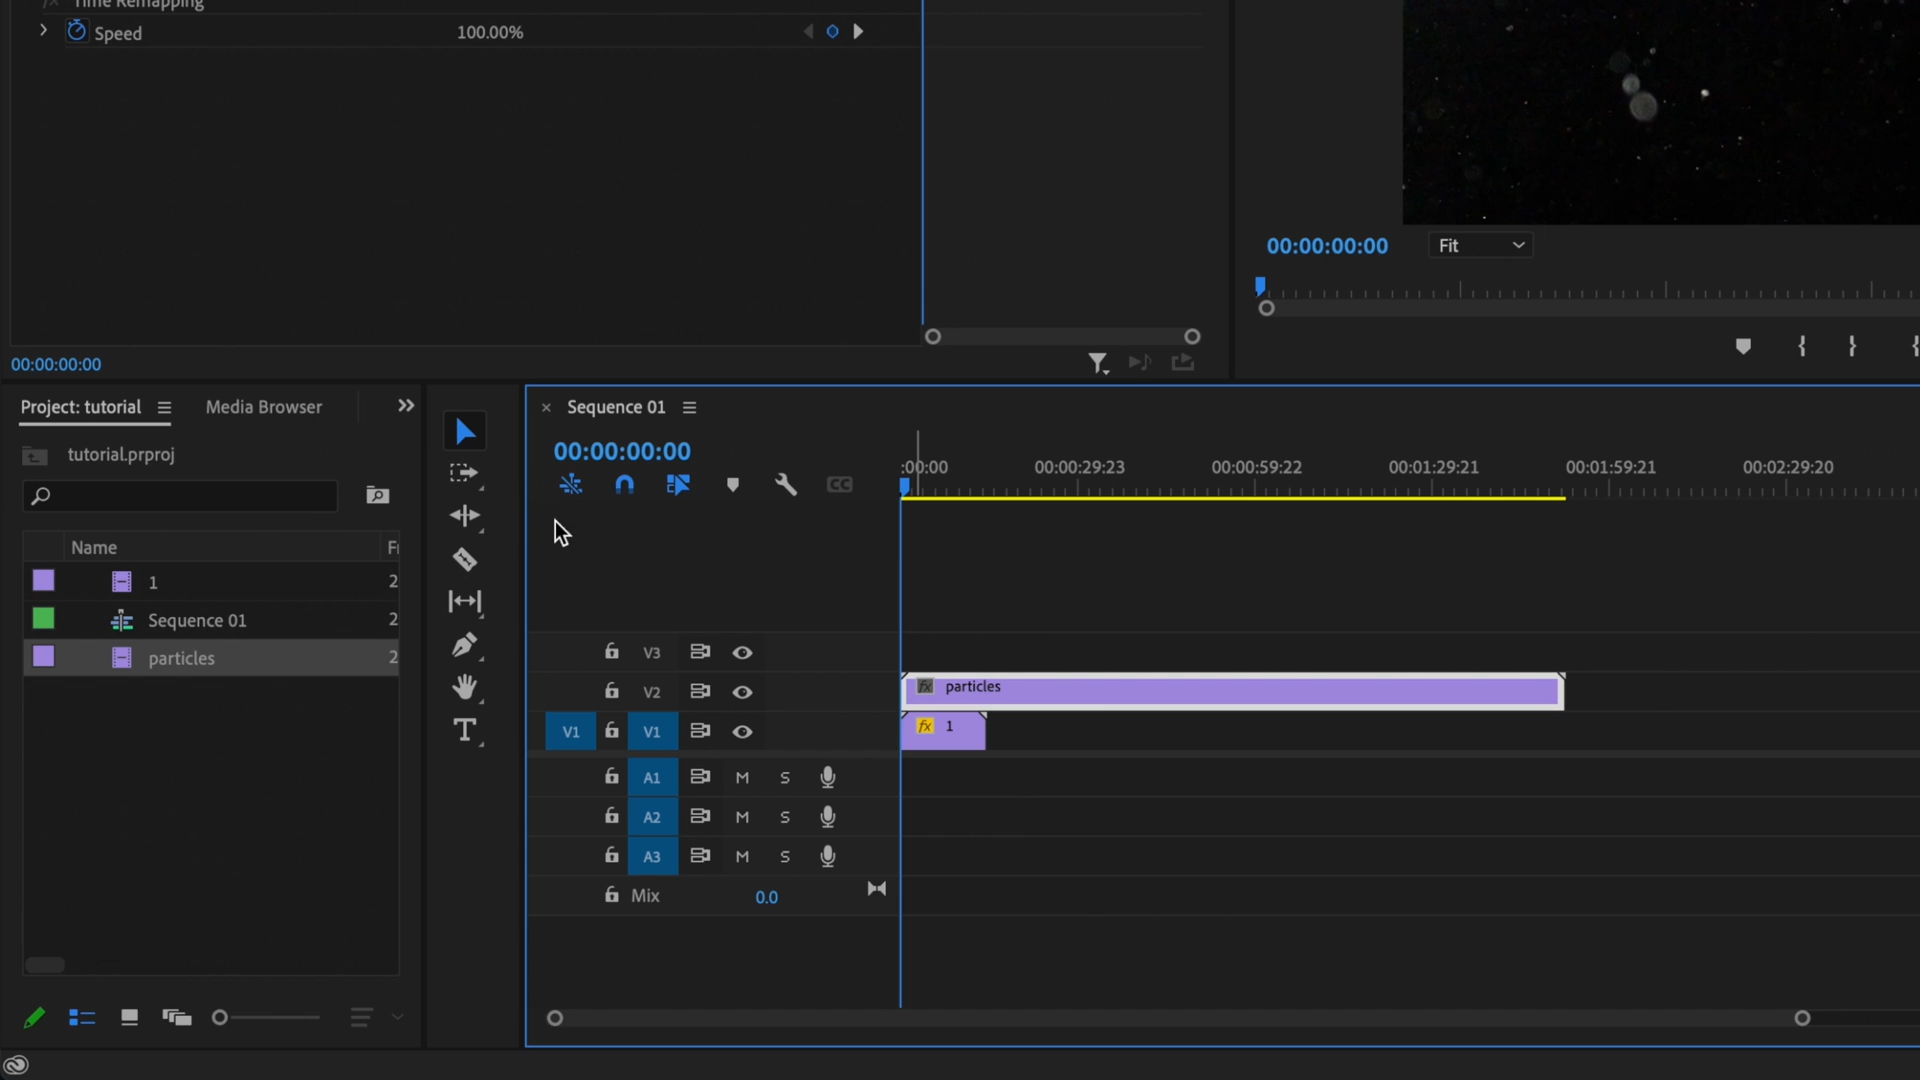 Time Remapping
Speed 100.00%
00:00:00:00
00:00:00:00 Fit
Project: tutorial Media Browser
tutorial.prproj
Name
1 2
Sequence 01 2
particles 2
Sequence 01
00:00:00:00
CC
:00:00 00:00:29:23 00:00:59:22 00:01:29:21 00:01:59:21 00:02:29:20
V3
V2 fx particles
V1 V1 fx 1
A1 M S
A2 M S
A3 M S
Mix 0.0
T